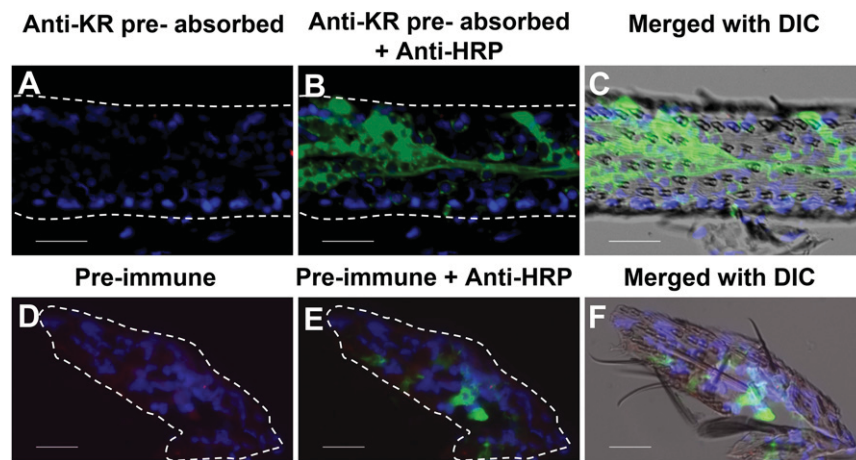 Anti-KR pre- absorbed
Anti-KR pre- absorbed
+ Anti-HRP
Merged with DIC
A
B
C
Pre-immune
Pre-immune + Anti-HRP
Merged with DIC
D
E
F